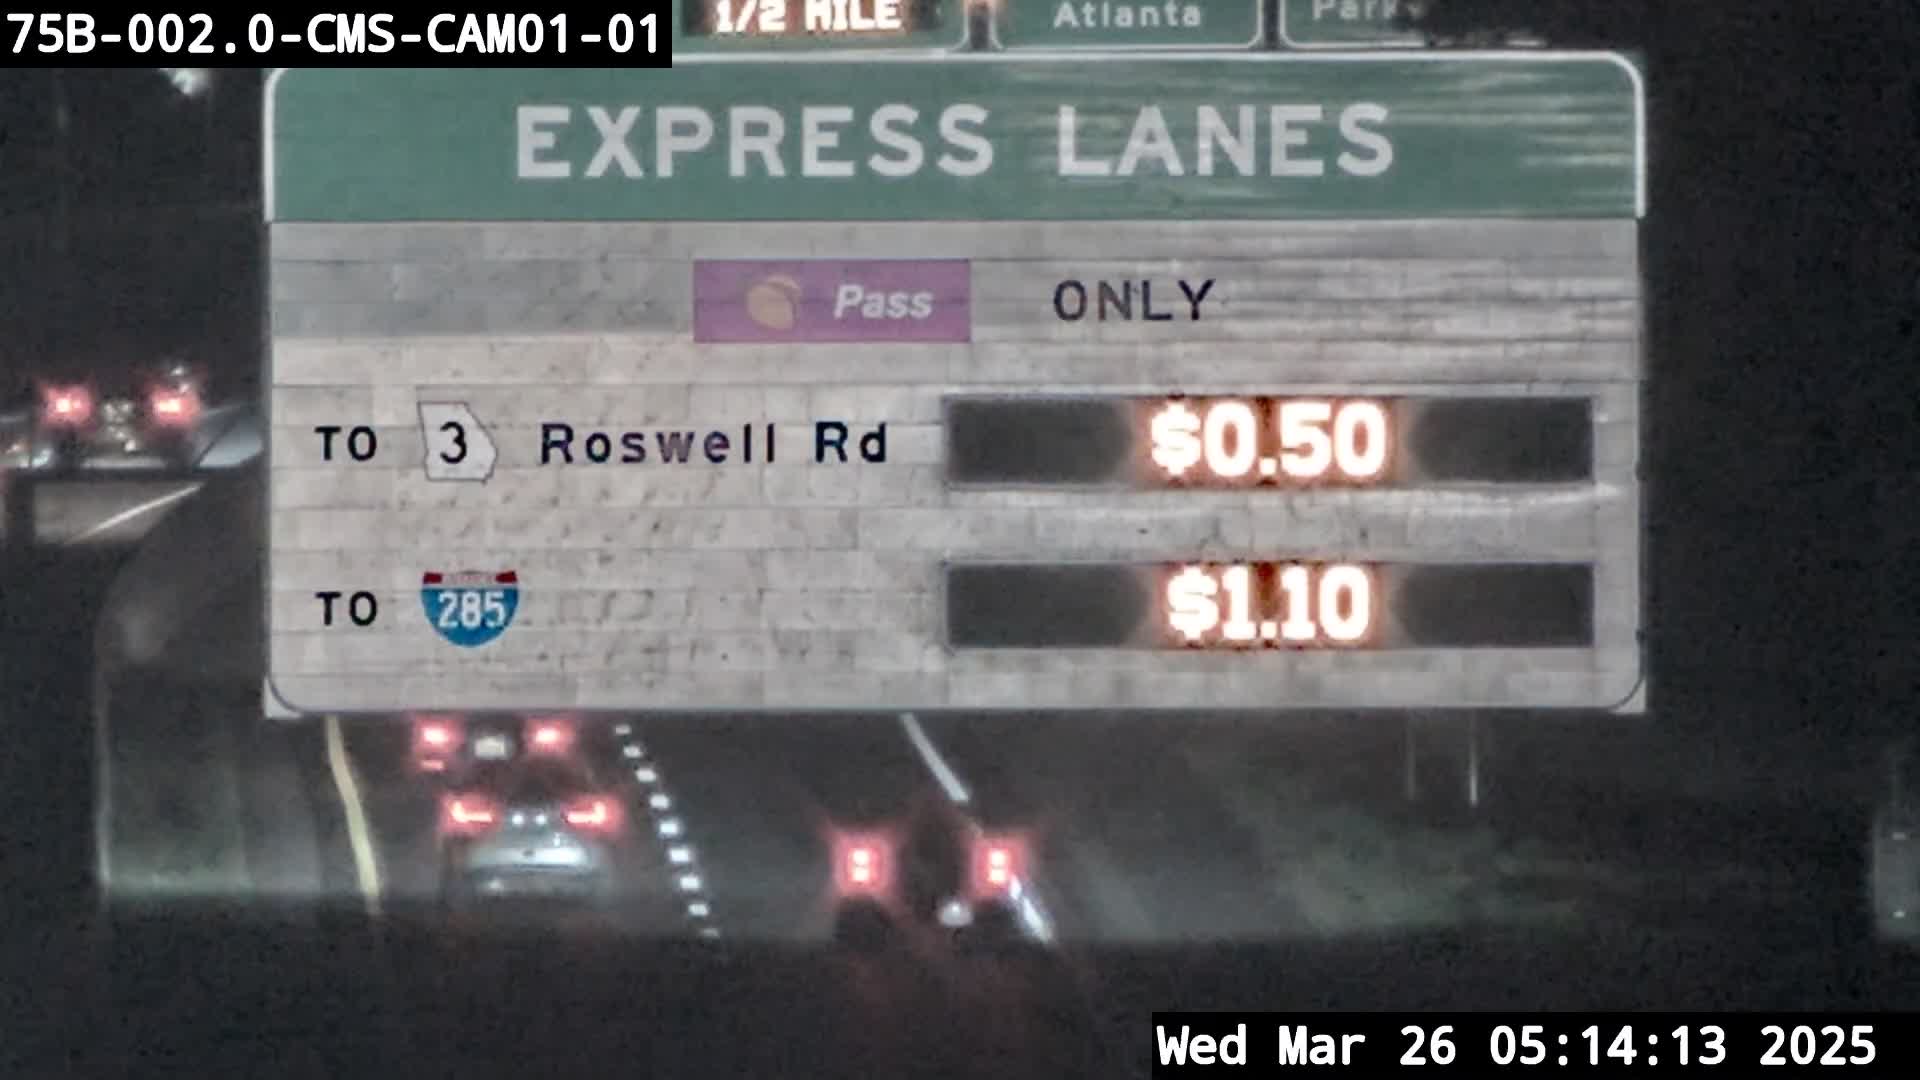 75B-002.0-CMS-CAM01-01
1/2 MILE
Atlanta
EXPRESS LANES
Pass ONLY
TO 3 Roswell Rd $0.50
TO 285 $1.10
Wed Mar 26 05:14:13 2025